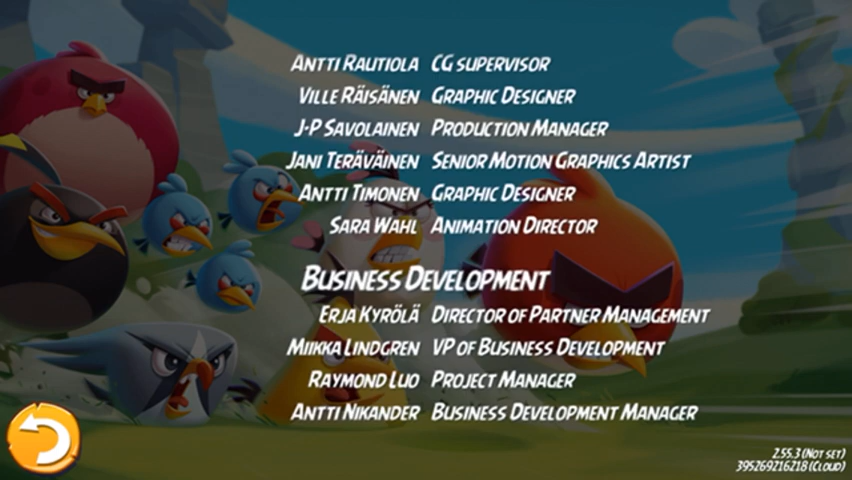 Antti Rautiola CG supervisor
Ville Räisänen Graphic Designer
J-P Savolainen Production Manager
Jani Teräväinen Senior Motion Graphics Artist
Antti Timonen Graphic Designer
Sara Wahl Animation Director
Business Development
Erja Kyrölä Director of Partner Management
Miikka Lindgren VP of Business Development
Raymond Luo Project Manager
Antti Nikander Business Development Manager
2.55.3 (Not set)
395269216218 (Cloud)